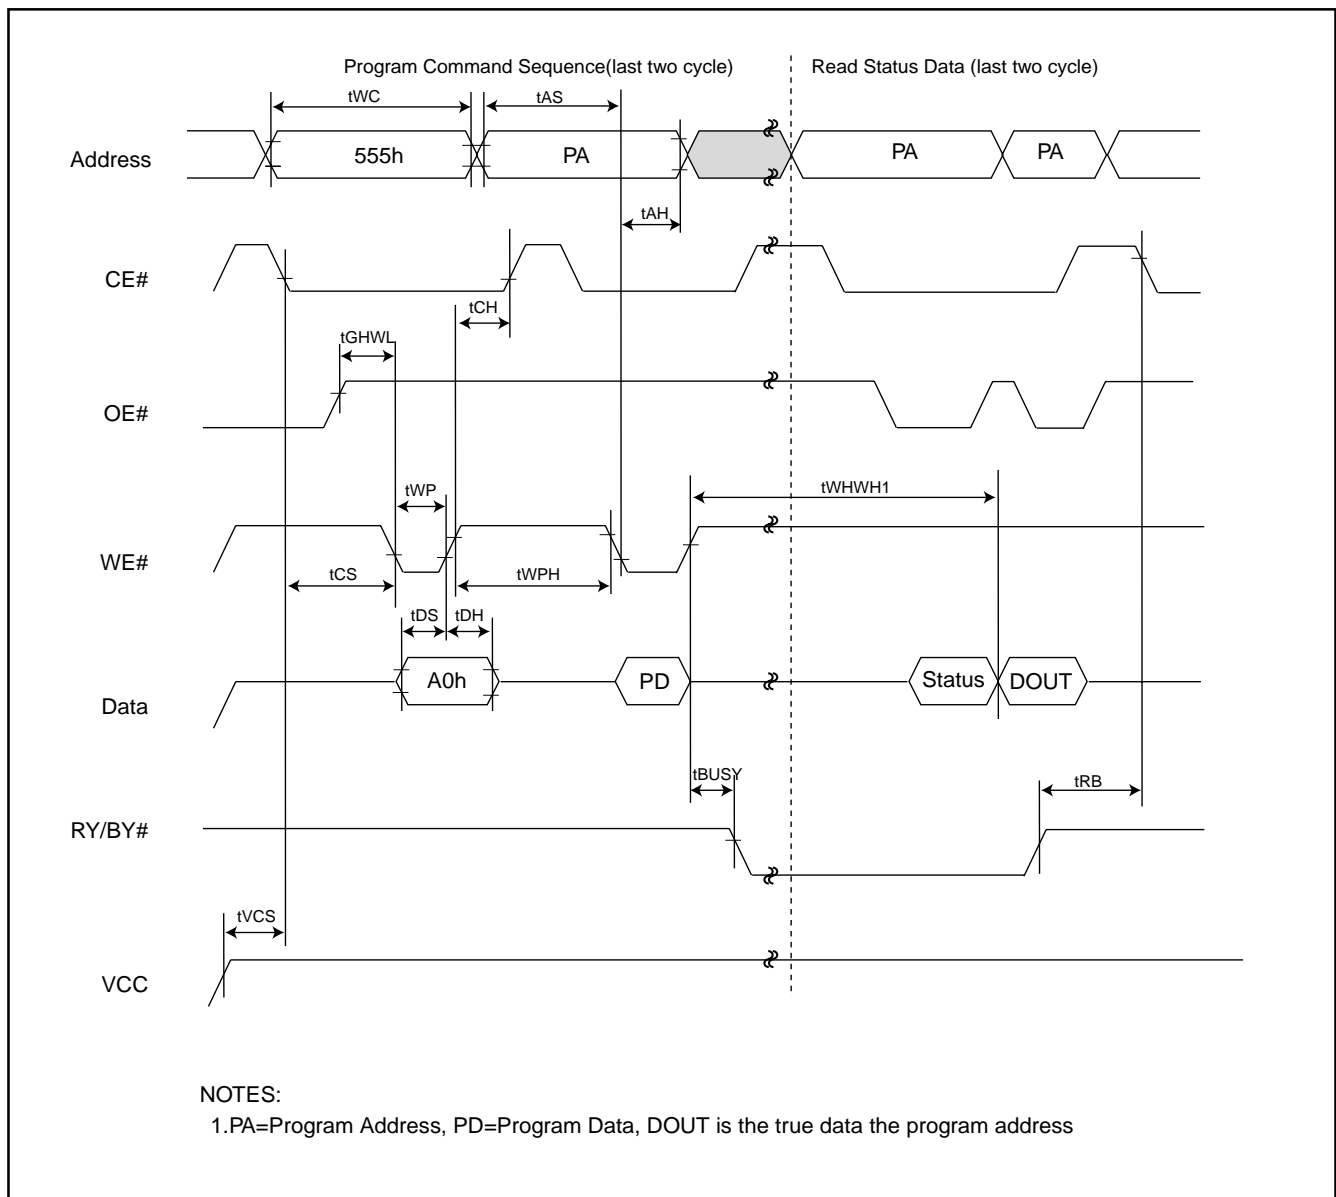 Program Command Sequence(last two cycle)
Read Status Data (last two cycle)
tWC
tAS
Address
555h
PA
PA
PA
tAH
CE#
tCH
tGHWL
OE#
tWP
tWHWH1
WE#
tCS
tWPH
tDS
tDH
Data
A0h
PD
Status
DOUT
tBUSY
tRB
RY/BY#
tVCS
VCC
NOTES:
1.PA=Program Address, PD=Program Data, DOUT is the true data the program address